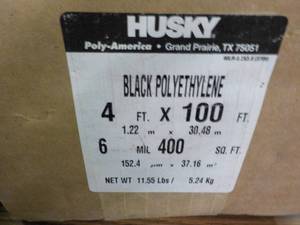 HUSKY
Poly-America • Grand Prairie, TX 75051
BLACK POLYETHYLENE
4 FT. X 100 FT.
1.22 m x 30.48 m
6 MIL 400 SQ. FT.
152.4 µm x 37.16 m²
NET WT 11.55 Lbs / 5.24 Kg